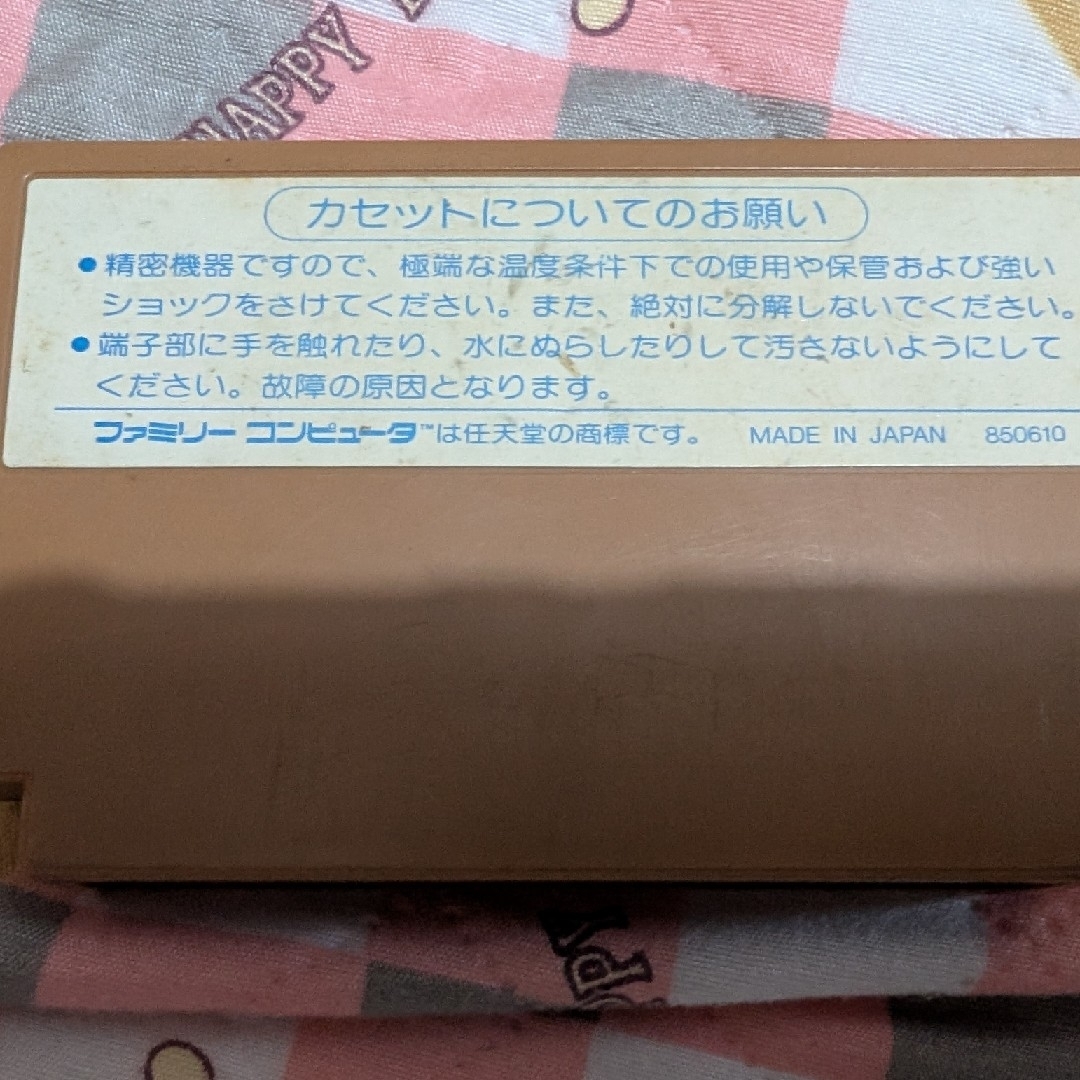 HAPPY
カセットについてのお願い
●精密機器ですので、極端な温度条件下での使用や保管および強い
ショックをさけてください。また、絶対に分解しないでください。
●端子部に手を触れたり、水にぬらしたりして汚さないようにして
ください。故障の原因となります。
ファミリー コンピュータ™は任天堂の商標です。 MADE IN JAPAN 850610